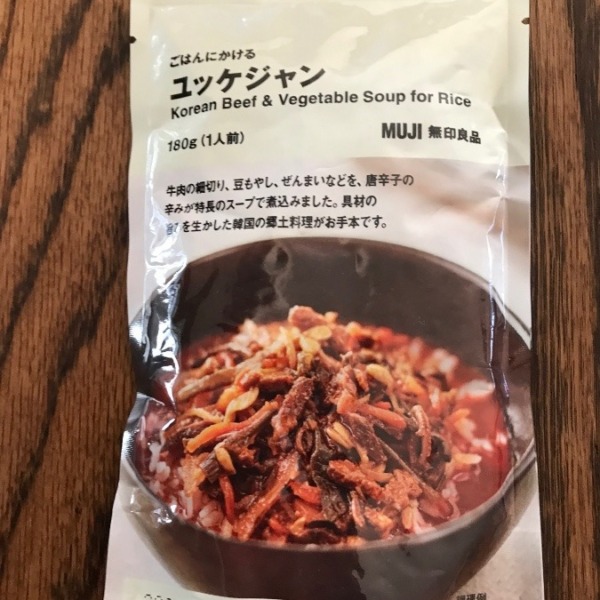 ごはんにかける
ユッケジャン
Korean Beef & Vegetable Soup for Rice
180g（1人前）
MUJI 無印良品
牛肉の細切り、豆もやし、ぜんまいなどを、唐辛子の
辛みが特長のスープで煮込みました。具材の
を生かした韓国の郷土料理がお手本です。
調理例